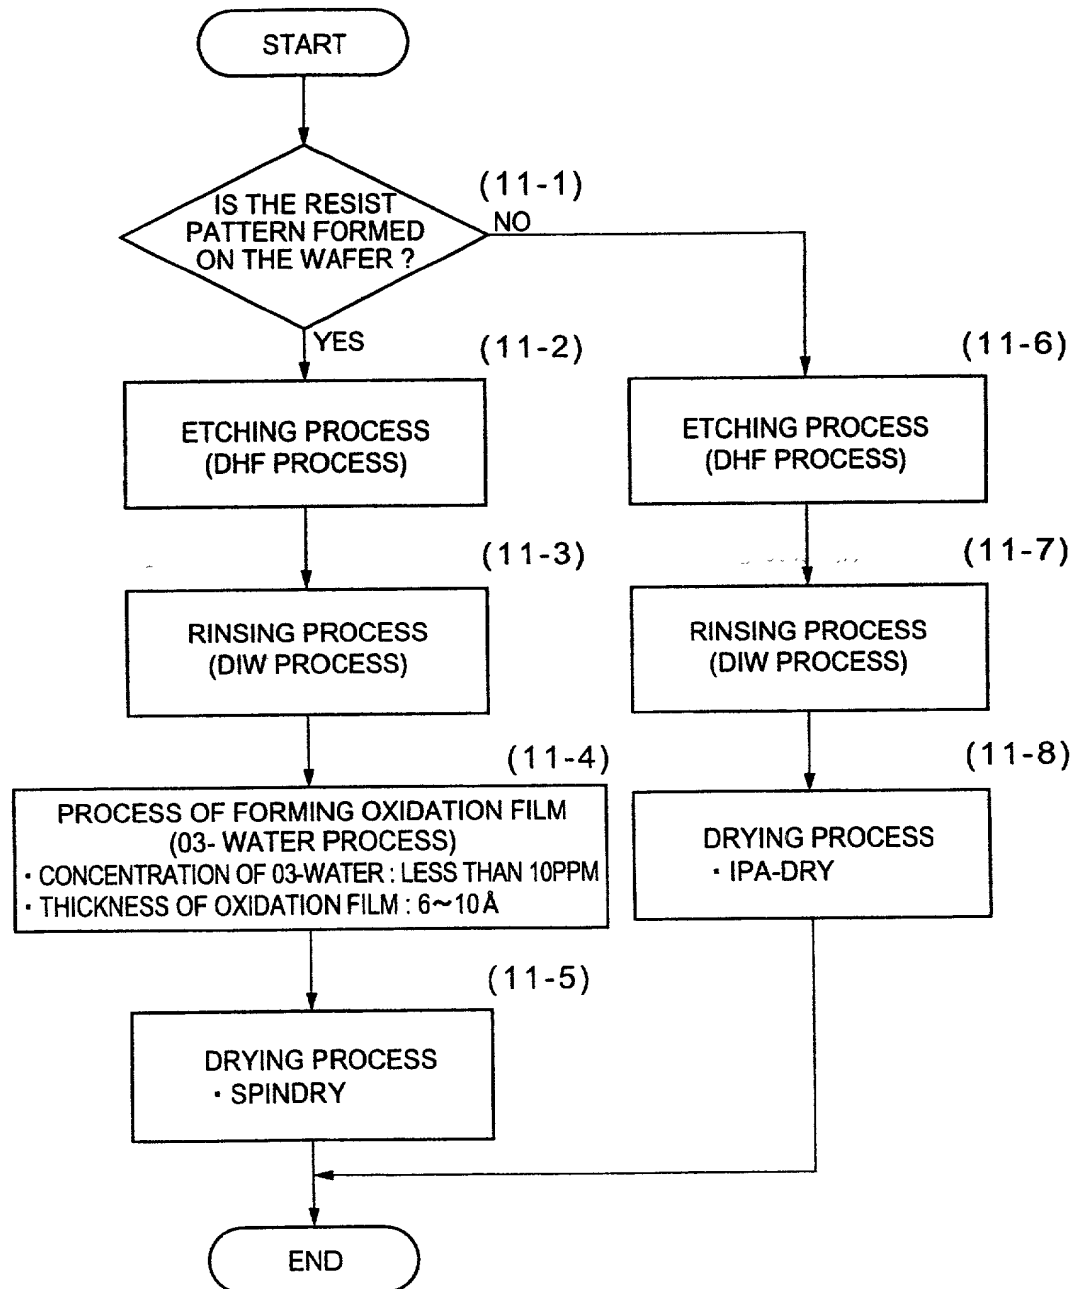 START
(11-1)
IS THE RESIST
PATTERN FORMED
ON THE WAFER ?
NO
YES
(11-2)
ETCHING PROCESS
(DHF PROCESS)
(11-3)
RINSING PROCESS
(DIW PROCESS)
(11-4)
PROCESS OF FORMING OXIDATION FILM
(03- WATER PROCESS)
・CONCENTRATION OF 03-WATER : LESS THAN 10PPM
・THICKNESS OF OXIDATION FILM : 6～10Å
(11-5)
DRYING PROCESS
・SPINDRY
(11-6)
ETCHING PROCESS
(DHF PROCESS)
(11-7)
RINSING PROCESS
(DIW PROCESS)
(11-8)
DRYING PROCESS
・IPA-DRY
END